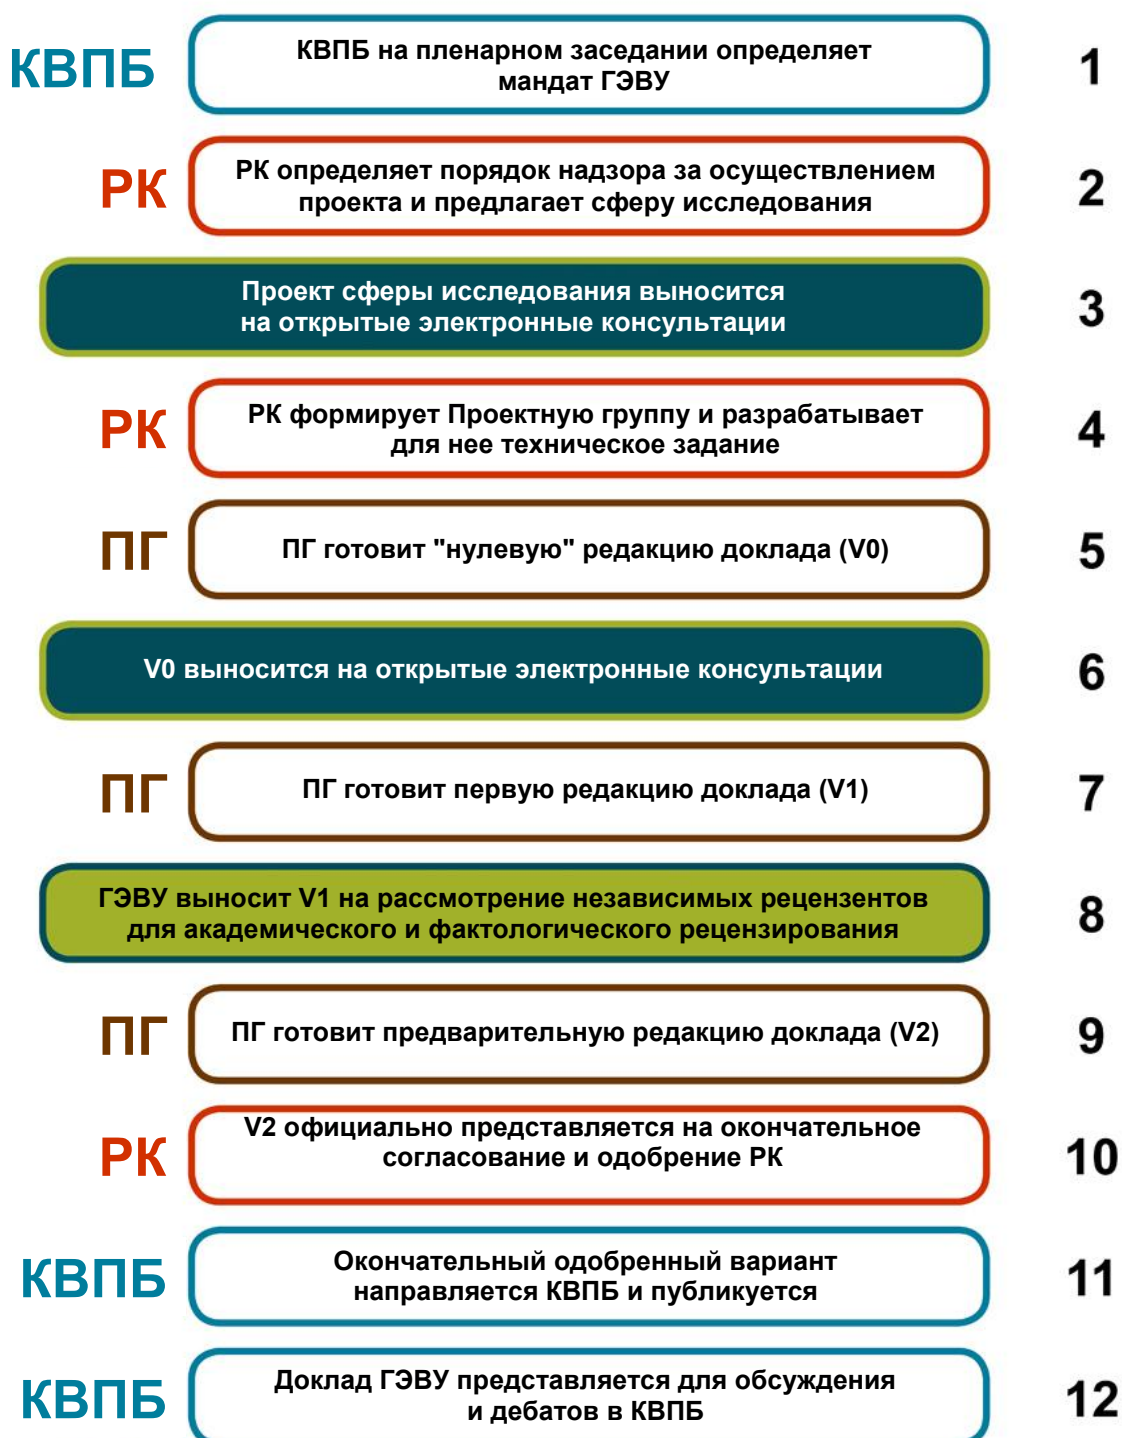 КВПБ
КВПБ на пленарном заседании определяет
мандат ГЭВУ
1
РК
РК определяет порядок надзора за осуществлением
проекта и предлагает сферу исследования
2
Проект сферы исследования выносится
на открытые электронные консультации
3
РК
РК формирует Проектную группу и разрабатывает
для нее техническое задание
4
ПГ
ПГ готовит "нулевую" редакцию доклада (V0)
5
V0 выносится на открытые электронные консультации
6
ПГ
ПГ готовит первую редакцию доклада (V1)
7
ГЭВУ выносит V1 на рассмотрение независимых рецензентов
для академического и фактологического рецензирования
8
ПГ
ПГ готовит предварительную редакцию доклада (V2)
9
РК
V2 официально представляется на окончательное
согласование и одобрение РК
10
КВПБ
Окончательный одобренный вариант
направляется КВПБ и публикуется
11
КВПБ
Доклад ГЭВУ представляется для обсуждения
и дебатов в КВПБ
12